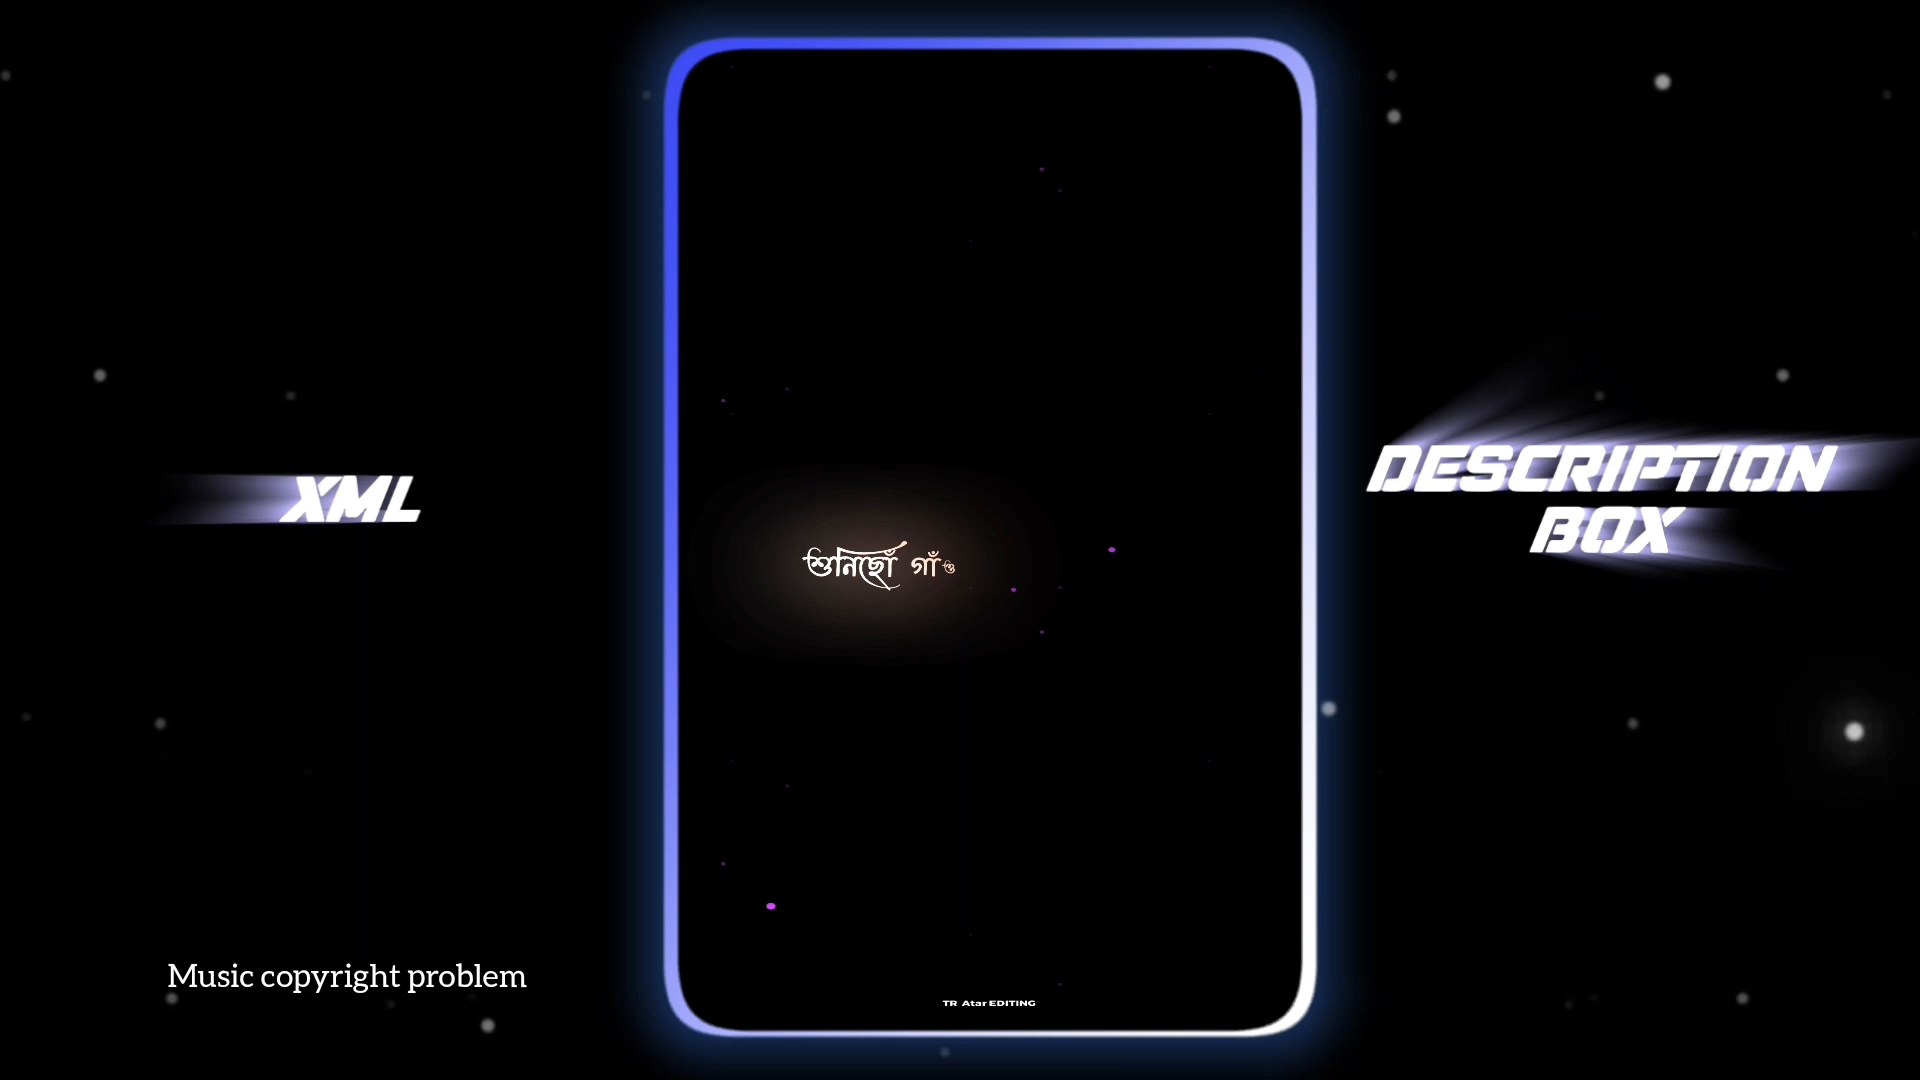 XML
DESCRIPTION
BOX
শুনিছোঁ গাঁও
Music copyright problem
TR Atar EDITING